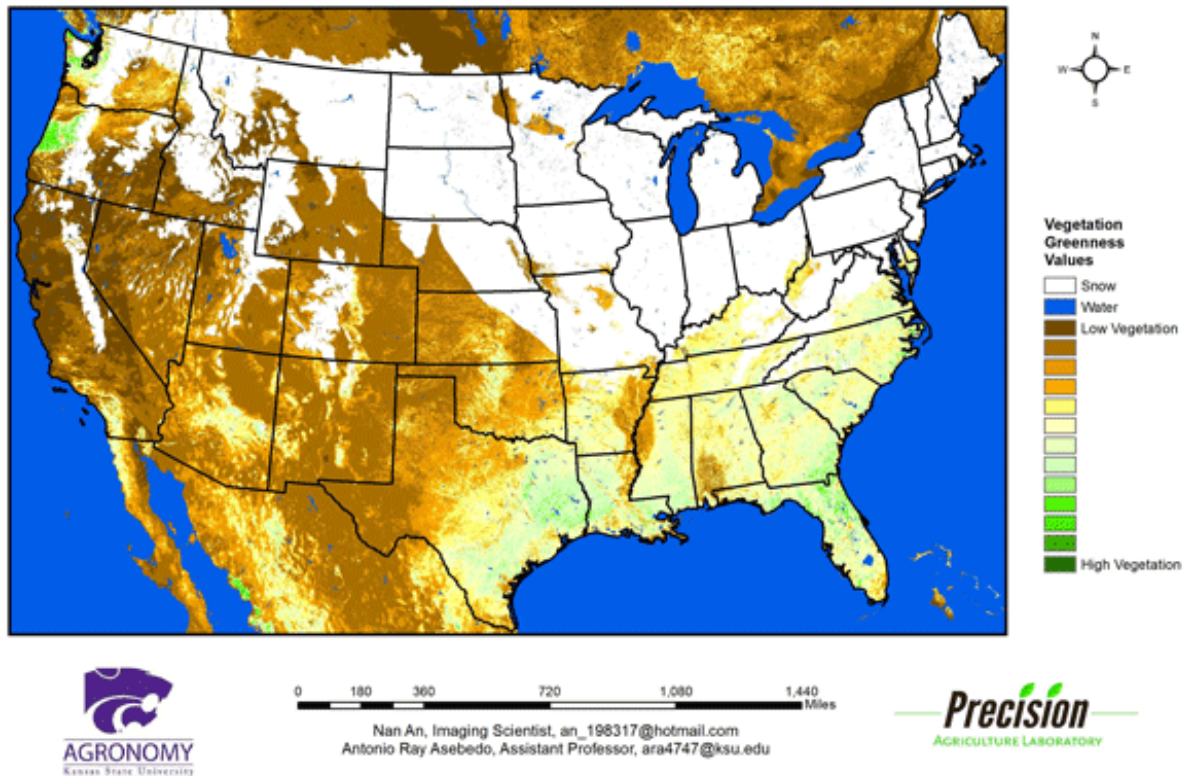 N
W
E
S
Vegetation
Greenness
Values
Snow
Water
Low Vegetation
High Vegetation
0 180 360 720 1,080 1,440
Miles
Nan An, Imaging Scientist, an_198317@hotmail.com
Antonio Ray Asebedo, Assistant Professor, ara4747@ksu.edu
AGRONOMY
Kansas State University
Precision
AGRICULTURE LABORATORY